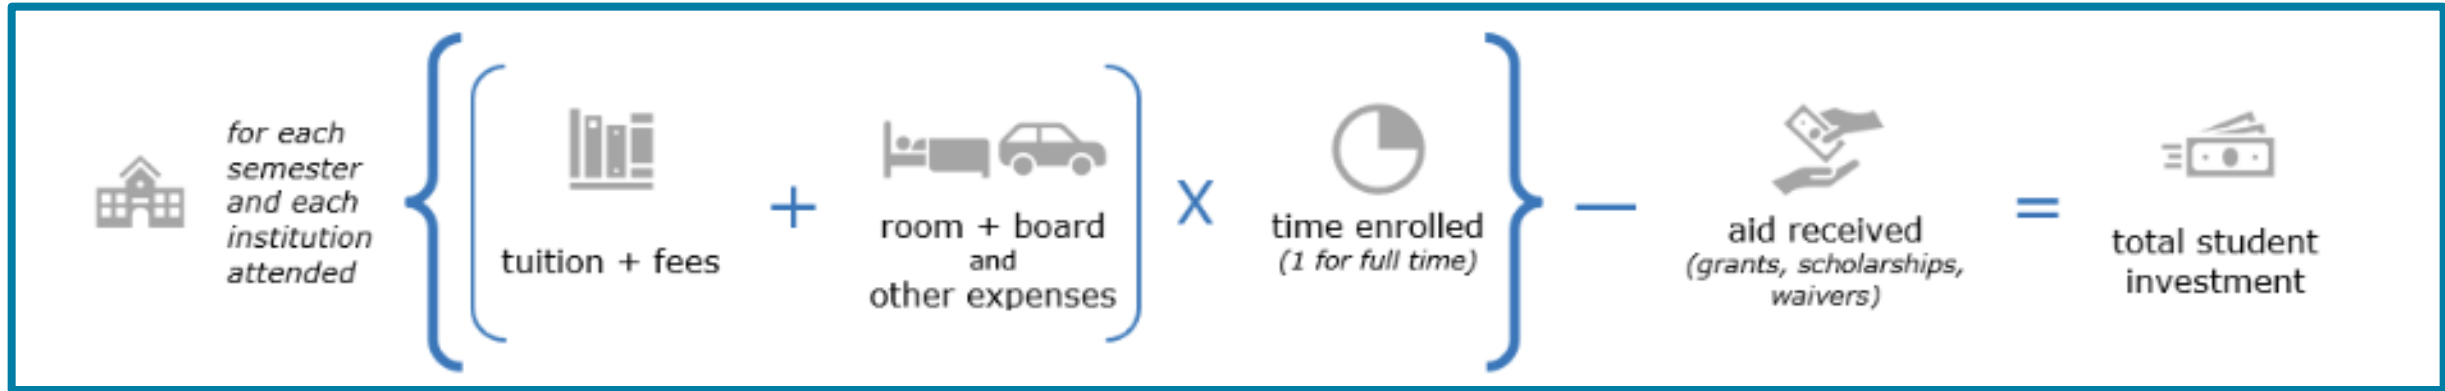 for each
semester
and each
institution
attended
{
(
tuition + fees
+
room + board
and
other expenses
)
X
time enrolled
(1 for full time)
}
—
aid received
(grants, scholarships,
waivers)
=
total student
investment